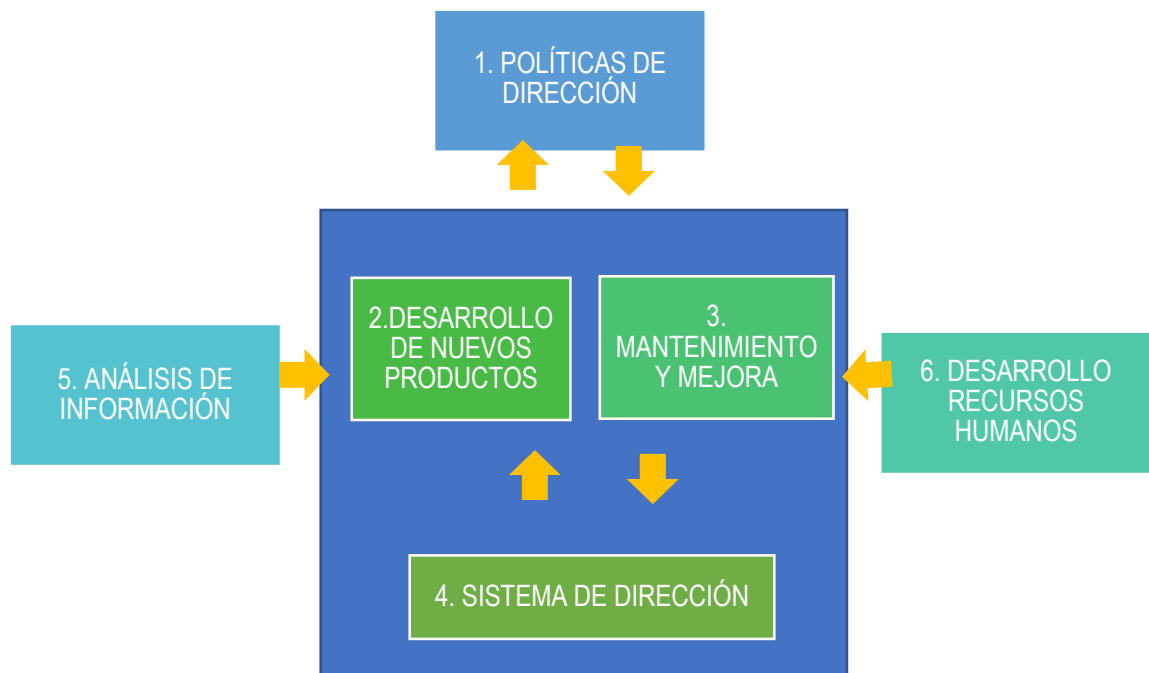 1. POLÍTICAS DE
DIRECCIÓN
2.DESARROLLO
DE NUEVOS
PRODUCTOS
3.
MANTENIMIENTO
Y MEJORA
5. ANÁLISIS DE
INFORMACIÓN
6. DESARROLLO
RECURSOS
HUMANOS
4. SISTEMA DE DIRECCIÓN